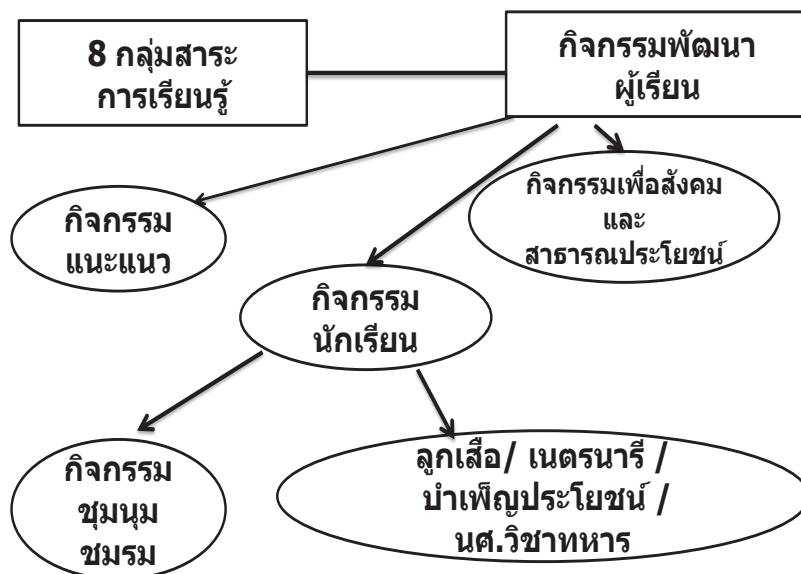 8 กลุ่มสาระ
การเรียนรู้
กิจกรรมพัฒนา
ผู้เรียน
กิจกรรม
แนะแนว
กิจกรรมเพื่อสังคม
และ
สาธารณประโยชน์
กิจกรรม
นักเรียน
กิจกรรม
ชุมนุม
ชมรม
ลูกเสือ/ เนตรนารี /
บำเพ็ญประโยชน์ /
นศ.วิชาทหาร